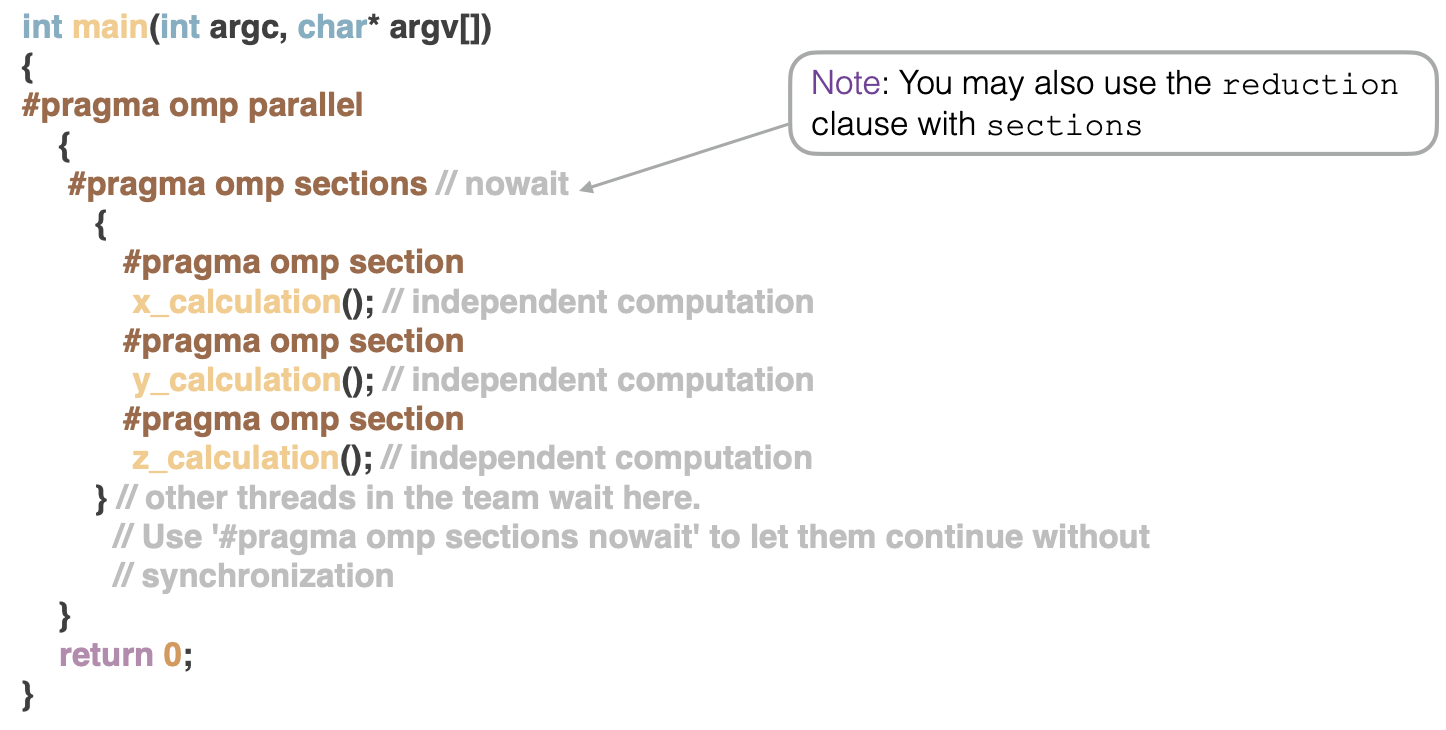 int main(int argc, char* argv[])
{
#pragma omp parallel
{
#pragma omp sections // nowait
{
#pragma omp section
x_calculation(); // independent computation
#pragma omp section
y_calculation(); // independent computation
#pragma omp section
z_calculation(); // independent computation
} // other threads in the team wait here.
// Use '#pragma omp sections nowait' to let them continue without
// synchronization
}
return 0;
}
Note: You may also use the reduction
clause with sections